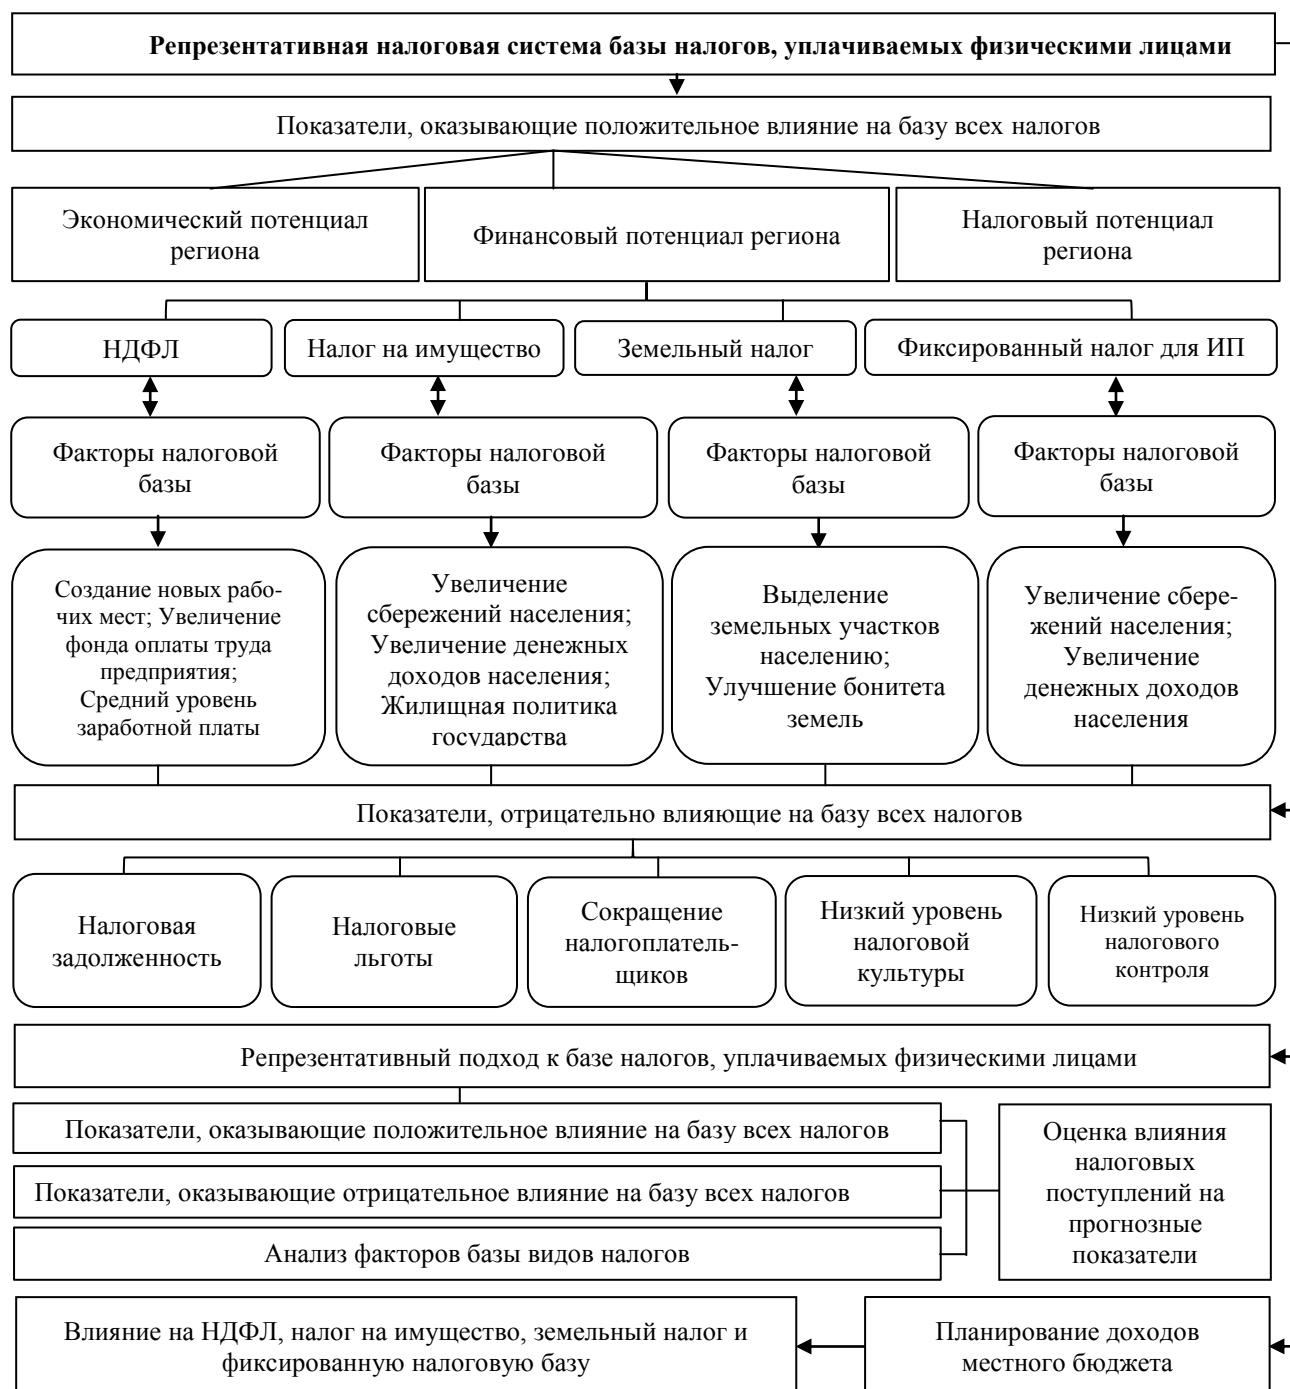 Репрезентативная налоговая система базы налогов, уплачиваемых физическими лицами
Показатели, оказывающие положительное влияние на базу всех налогов
Экономический потенциал
региона
Финансовый потенциал региона
Налоговый потенциал
региона
НДФЛ
Налог на имущество
Земельный налог
Фиксированный налог для ИП
Факторы налоговой
базы
Факторы налоговой
базы
Факторы налоговой
базы
Факторы налоговой
базы
Создание новых рабо-
чих мест; Увеличение
фонда оплаты труда
предприятия;
Средний уровень
заработной платы
Увеличение
сбережений населения;
Увеличение денежных
доходов населения;
Жилищная политика
государства
Выделение
земельных участков
населению;
Улучшение бонитета
земель
Увеличение сбере-
жений населения;
Увеличение
денежных доходов
населения
Показатели, отрицательно влияющие на базу всех налогов
Налоговая
задолженность
Налоговые
льготы
Сокращение
налогоплатель-
щиков
Низкий уровень
налоговой
культуры
Низкий уровень
налогового
контроля
Репрезентативный подход к базе налогов, уплачиваемых физическими лицами
Показатели, оказывающие положительное влияние на базу всех налогов
Показатели, оказывающие отрицательное влияние на базу всех налогов
Анализ факторов базы видов налогов
Оценка влияния
налоговых
поступлений на
прогнозные
показатели
Влияние на НДФЛ, налог на имущество, земельный налог и
фиксированную налоговую базу
Планирование доходов
местного бюджета